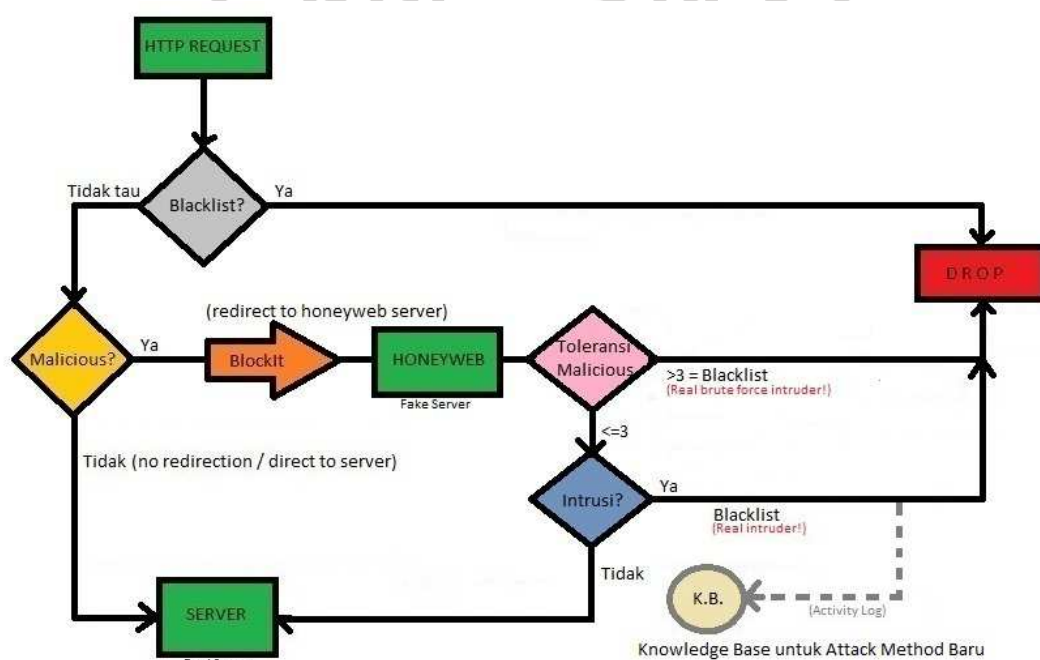 HTTP REQUEST
Tidak tau
Blacklist?
Ya
D R O P
(redirect to honeyweb server)
Malicious?
Ya
BlockIt
HONEYWEB
Fake Server
Toleransi
Malicious
>3 = Blacklist
(Real brute force intruder!)
<=3
Tidak (no redirection / direct to server)
Intrusi?
Ya
Blacklist
(Real intruder!)
Tidak
SERVER
K.B.
(Activity Log)
Knowledge Base untuk Attack Method Baru